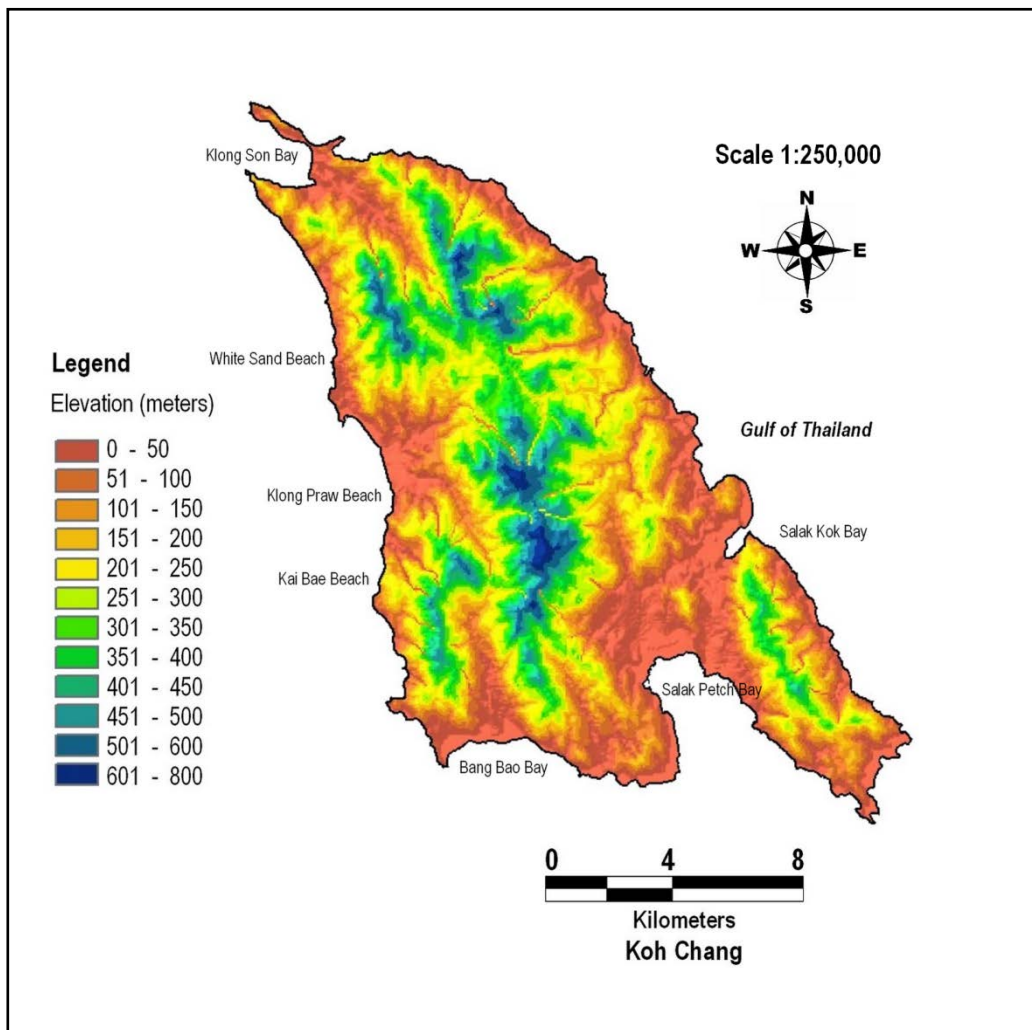 Klong Son Bay
Scale 1:250,000
N
W E
S
White Sand Beach
Legend
Elevation (meters)
0 - 50
51 - 100
101 - 150
151 - 200
201 - 250
251 - 300
301 - 350
351 - 400
401 - 450
451 - 500
501 - 600
601 - 800
Gulf of Thailand
Klong Praw Beach
Salak Kok Bay
Kai Bae Beach
Salak Petch Bay
Bang Bao Bay
0 4 8
Kilometers
Koh Chang